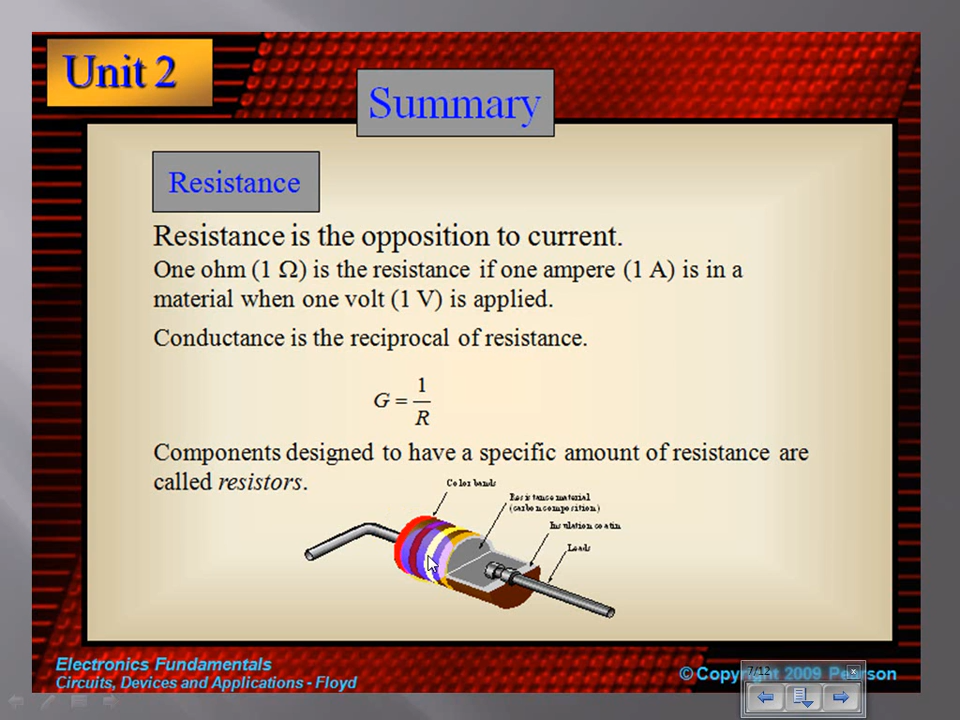 Unit 2
Summary
Resistance
Resistance is the opposition to current.
One ohm (1 Ω) is the resistance if one ampere (1 A) is in a
material when one volt (1 V) is applied.
Conductance is the reciprocal of resistance.
G = 1/R
Components designed to have a specific amount of resistance are
called resistors.
Color bands
Resistance material
(carbon composition)
Insulation coatin
Leads
Electronics Fundamentals
Circuits, Devices and Applications - Floyd
© Copyright 2009 Pearson
7/12